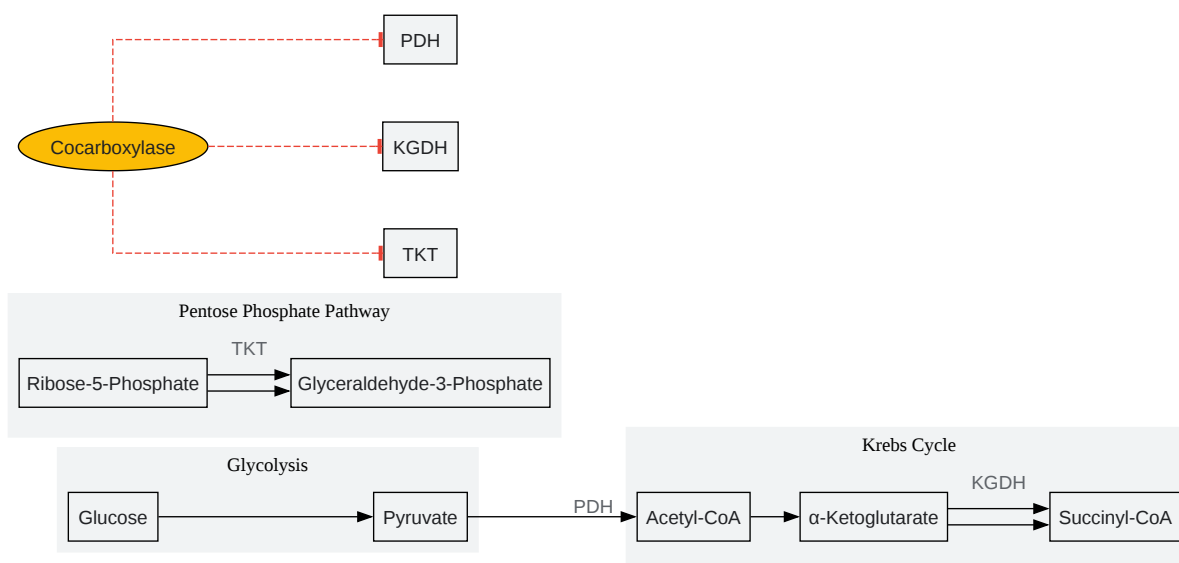 PDH
Cocarboxylase
KGDH
TKT
Pentose Phosphate Pathway
TKT
Ribose-5-Phosphate
Glyceraldehyde-3-Phosphate
Glycolysis
Glucose
Pyruvate
PDH
Krebs Cycle
Acetyl-CoA
α-Ketoglutarate
KGDH
Succinyl-CoA